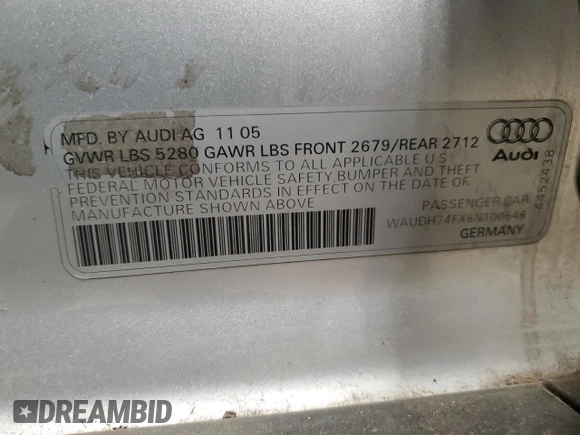 MFD. BY AUDI AG 11 05
GVWR LBS 5280 GAWR LBS FRONT 2679/REAR 2712
THIS VEHICLE CONFORMS TO ALL APPLICABLE U S
FEDERAL MOTOR VEHICLE SAFETY,BUMPER AND THEFT
PREVENTION STANDARDS IN EFFECT ON THE DATE OF
MANUFACTURE SHOWN ABOVE
Audi
4452438
PASSENGER CAR
WAUDH74FX6N100648
GERMANY
DREAMBID